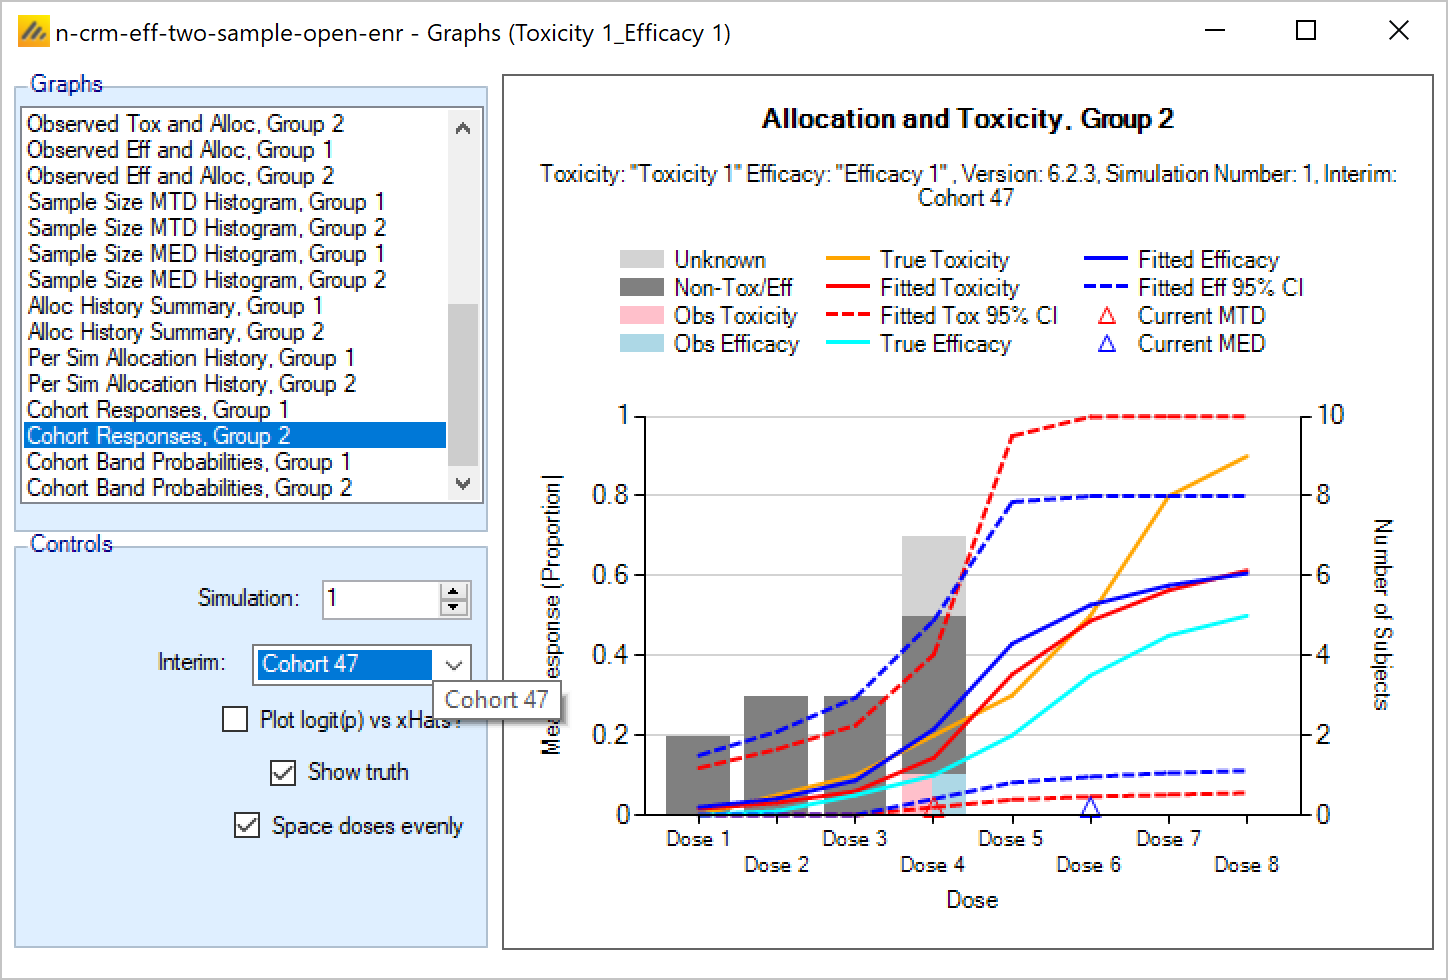 n-crm-eff-two-sample-open-enr - Graphs (Toxicity 1_Efficacy 1)
Graphs
Observed Tox and Alloc, Group 2
Observed Eff and Alloc, Group 1
Observed Eff and Alloc, Group 2
Sample Size MTD Histogram, Group 1
Sample Size MTD Histogram, Group 2
Sample Size MED Histogram, Group 1
Sample Size MED Histogram, Group 2
Alloc History Summary, Group 1
Alloc History Summary, Group 2
Per Sim Allocation History, Group 1
Per Sim Allocation History, Group 2
Cohort Responses, Group 1
Cohort Responses, Group 2
Cohort Band Probabilities, Group 1
Cohort Band Probabilities, Group 2
Controls
Simulation: 1
Interim: Cohort 47
Cohort 47
Plot logit(p) vs xHats?
Show truth
Space doses evenly
Allocation and Toxicity, Group 2
Toxicity: "Toxicity 1" Efficacy: "Efficacy 1" , Version: 6.2.3, Simulation Number: 1, Interim:
Cohort 47
Unknown
Non-Tox/Eff
Obs Toxicity
Obs Efficacy
True Toxicity
Fitted Toxicity
Fitted Tox 95% CI
True Efficacy
Fitted Efficacy
Fitted Eff 95% CI
Current MTD
Current MED
1
0.8
0.6
0.4
0.2
0
(Proportion)
10
8
6
4
2
0
Number of Subjects
Dose 1
Dose 2
Dose 3
Dose 4
Dose 5
Dose 6
Dose 7
Dose 8
Dose